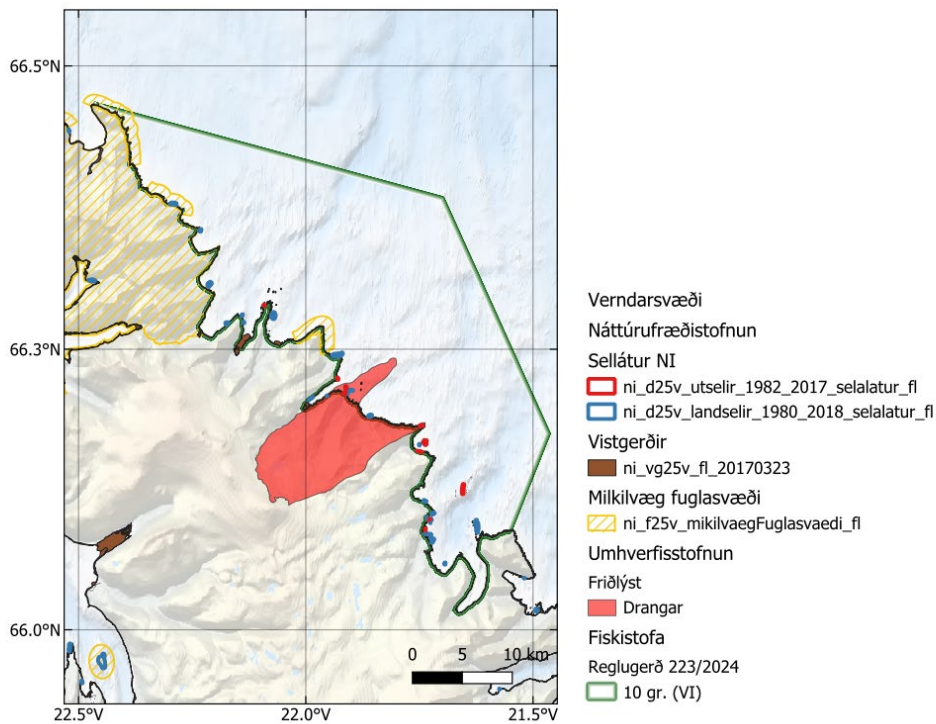 66.5°N
66.3°N
66.0°N
22.5°W
22.0°W
21.5°W
0
5
10 km
Verndarsvæði
Náttúrufræðistofnun
Sellátur NI
ni_d25v_utselir_1982_2017_selalatur_fl
ni_d25v_landselir_1980_2018_selalatur_fl
Vistgerðir
ni_vg25v_fl_20170323
Milkilvæg fuglasvæði
ni_f25v_mikilvaegFuglasvaedi_fl
Umhverfisstofnun
Friðlýst
Drangar
Fiskistofa
Reglugerð 223/2024
10 gr. (VI)